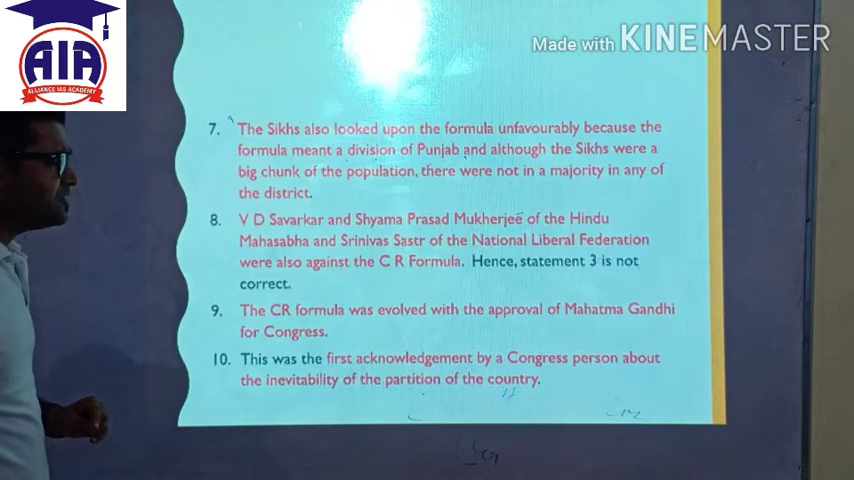 AIA
ALLIANCE IAS ACADEMY
Made with KINEMASTER
7. The Sikhs also looked upon the formula unfavourably because the
formula meant a division of Punjab and although the Sikhs were a
big chunk of the population, there were not in a majority in any of
the district.
8. V D Savarkar and Shyama Prasad Mukherjee of the Hindu
Mahasabha and Srinivas Sastr of the National Liberal Federation
were also against the C R Formula. Hence, statement 3 is not
correct.
9. The CR formula was evolved with the approval of Mahatma Gandhi
for Congress.
10. This was the first acknowledgement by a Congress person about
the inevitability of the partition of the country.